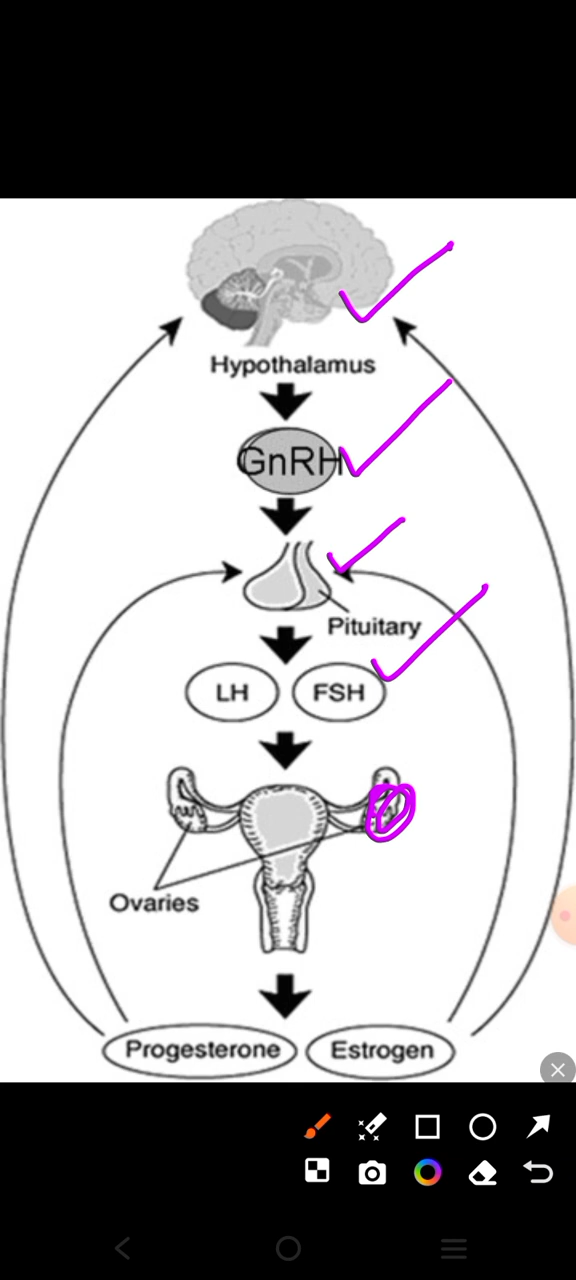 Hypothalamus
GnRH
Pituitary
LH FSH
Ovaries
Progesterone Estrogen